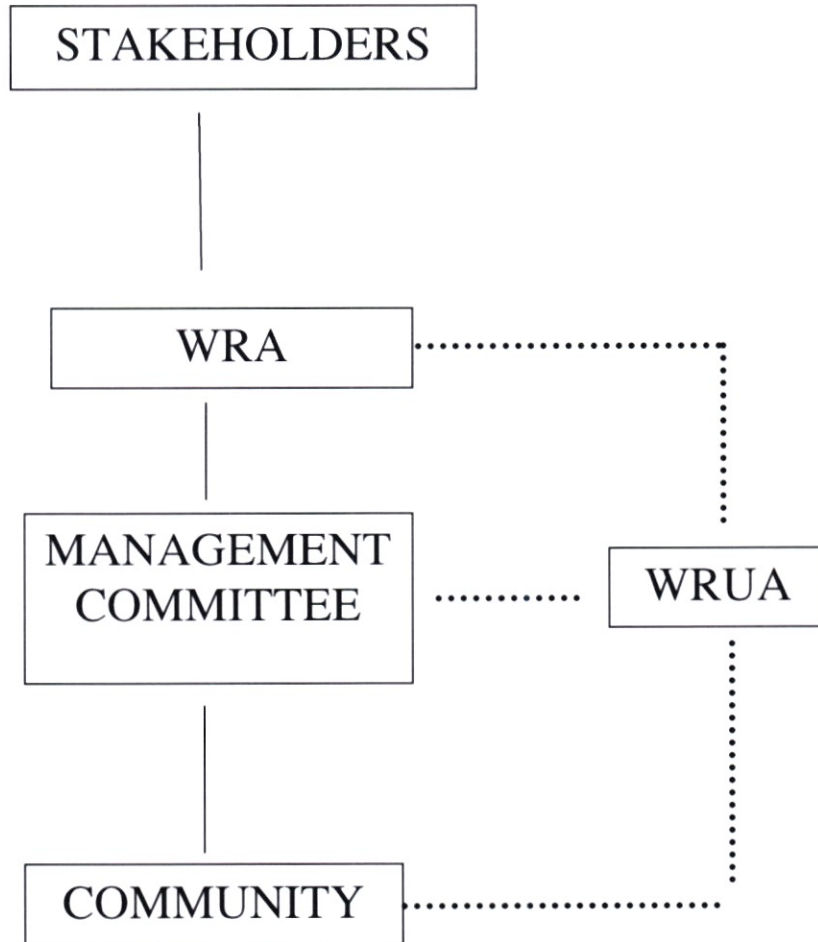 STAKEHOLDERS
WRA
MANAGEMENT
COMMITTEE
WRUA
COMMUNITY